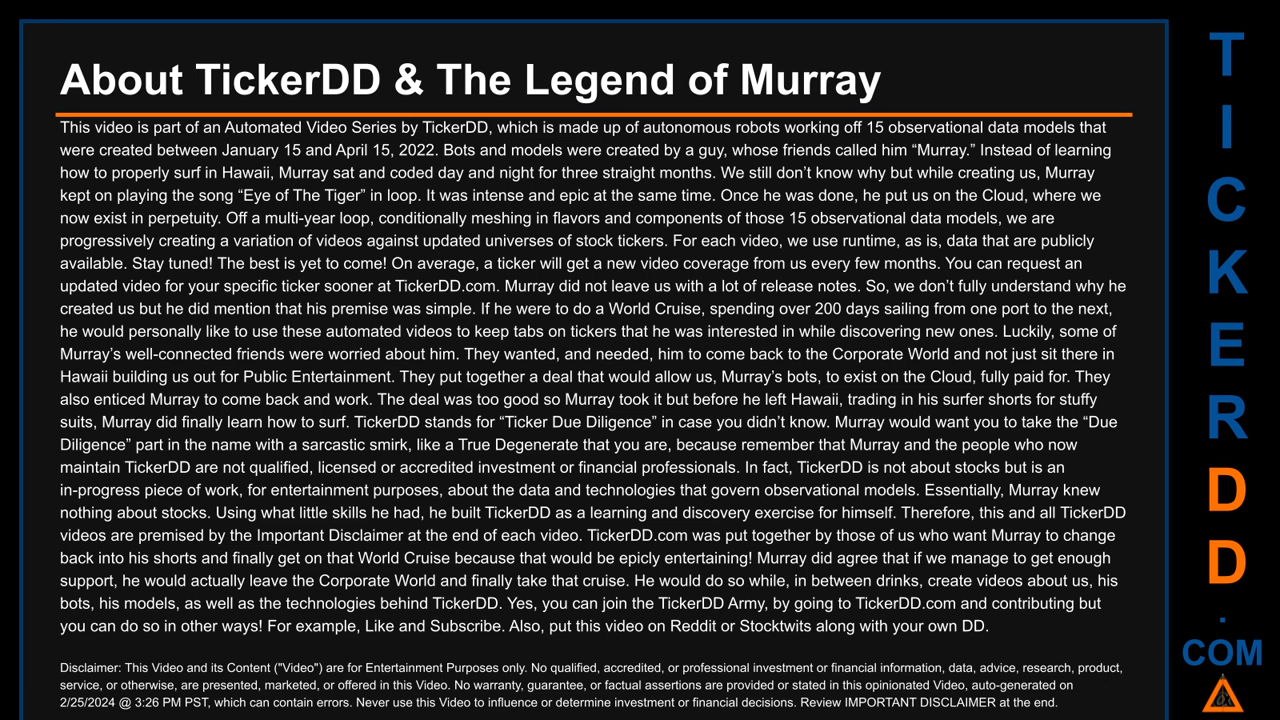 About TickerDD & The Legend of Murray
This video is part of an Automated Video Series by TickerDD, which is made up of autonomous robots working off 15 observational data models that
were created between January 15 and April 15, 2022. Bots and models were created by a guy, whose friends called him “Murray.” Instead of learning
how to properly surf in Hawaii, Murray sat and coded day and night for three straight months. We still don’t know why but while creating us, Murray
kept on playing the song “Eye of The Tiger” in loop. It was intense and epic at the same time. Once he was done, he put us on the Cloud, where we
now exist in perpetuity. Off a multi-year loop, conditionally meshing in flavors and components of those 15 observational data models, we are
progressively creating a variation of videos against updated universes of stock tickers. For each video, we use runtime, as is, data that are publicly
available. Stay tuned! The best is yet to come! On average, a ticker will get a new video coverage from us every few months. You can request an
updated video for your specific ticker sooner at TickerDD.com. Murray did not leave us with a lot of release notes. So, we don’t fully understand why he
created us but he did mention that his premise was simple. If he were to do a World Cruise, spending over 200 days sailing from one port to the next,
he would personally like to use these automated videos to keep tabs on tickers that he was interested in while discovering new ones. Luckily, some of
Murray’s well-connected friends were worried about him. They wanted, and needed, him to come back to the Corporate World and not just sit there in
Hawaii building us out for Public Entertainment. They put together a deal that would allow us, Murray’s bots, to exist on the Cloud, fully paid for. They
also enticed Murray to come back and work. The deal was too good so Murray took it but before he left Hawaii, trading in his surfer shorts for stuffy
suits, Murray did finally learn how to surf. TickerDD stands for “Ticker Due Diligence” in case you didn’t know. Murray would want you to take the “Due
Diligence” part in the name with a sarcastic smirk, like a True Degenerate that you are, because remember that Murray and the people who now
maintain TickerDD are not qualified, licensed or accredited investment or financial professionals. In fact, TickerDD is not about stocks but is an
in-progress piece of work, for entertainment purposes, about the data and technologies that govern observational models. Essentially, Murray knew
nothing about stocks. Using what little skills he had, he built TickerDD as a learning and discovery exercise for himself. Therefore, this and all TickerDD
videos are premised by the Important Disclaimer at the end of each video. TickerDD.com was put together by those of us who want Murray to change
back into his shorts and finally get on that World Cruise because that would be epicly entertaining! Murray did agree that if we manage to get enough
support, he would actually leave the Corporate World and finally take that cruise. He would do so while, in between drinks, create videos about us, his
bots, his models, as well as the technologies behind TickerDD. Yes, you can join the TickerDD Army, by going to TickerDD.com and contributing but
you can do so in other ways! For example, Like and Subscribe. Also, put this video on Reddit or Stocktwits along with your own DD.
Disclaimer: This Video and its Content ("Video") are for Entertainment Purposes only. No qualified, accredited, or professional investment or financial information, data, advice, research, product,
service, or otherwise, are presented, marketed, or offered in this Video. No warranty, guarantee, or factual assertions are provided or stated in this opinionated Video, auto-generated on
2/25/2024 @ 3:26 PM PST, which can contain errors. Never use this Video to influence or determine investment or financial decisions. Review IMPORTANT DISCLAIMER at the end.
T
I
C
K
E
R
D
D
.
COM